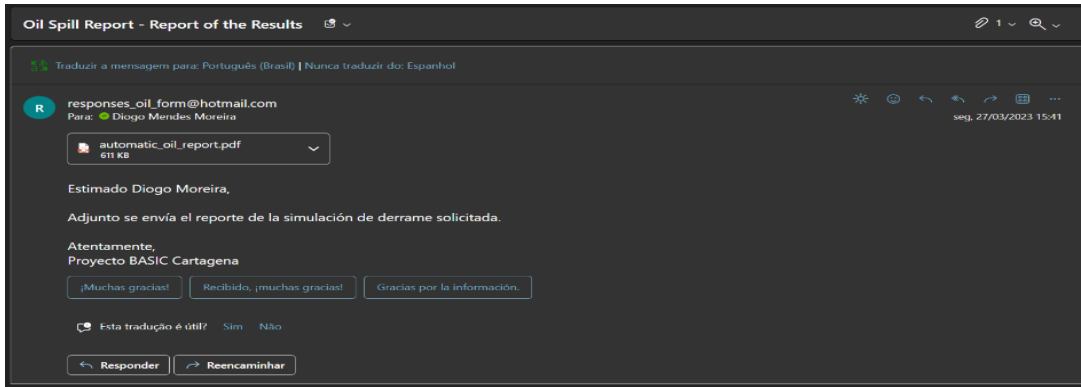 Oil Spill Report - Report of the Results
1
Traduzir a mensagem para: Português (Brasil) | Nunca traduzir do: Espanhol
R
responses_oil_form@hotmail.com
Para: Diogo Mendes Moreira
seg, 27/03/2023 15:41
automatic_oil_report.pdf
611 KB
Estimado Diogo Moreira,
Adjunto se envía el reporte de la simulación de derrame solicitada.
Atentamente,
Proyecto BASIC Cartagena
¡Muchas gracias! Recibido, ¡muchas gracias! Gracias por la información.
Esta tradução é útil? Sim Não
Responder Reencaminhar